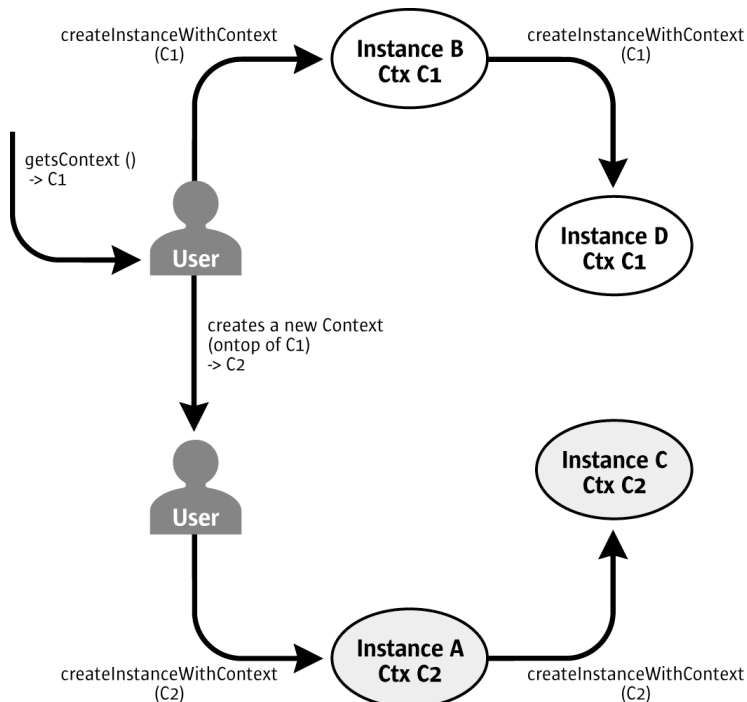 createInstanceWithContext
(C1)
Instance B
Ctx C1
createInstanceWithContext
(C1)
getsContext ()
-> C1
User
Instance D
Ctx C1
creates a new Context
(ontop of C1)
-> C2
User
Instance C
Ctx C2
createInstanceWithContext
(C2)
Instance A
Ctx C2
createInstanceWithContext
(C2)